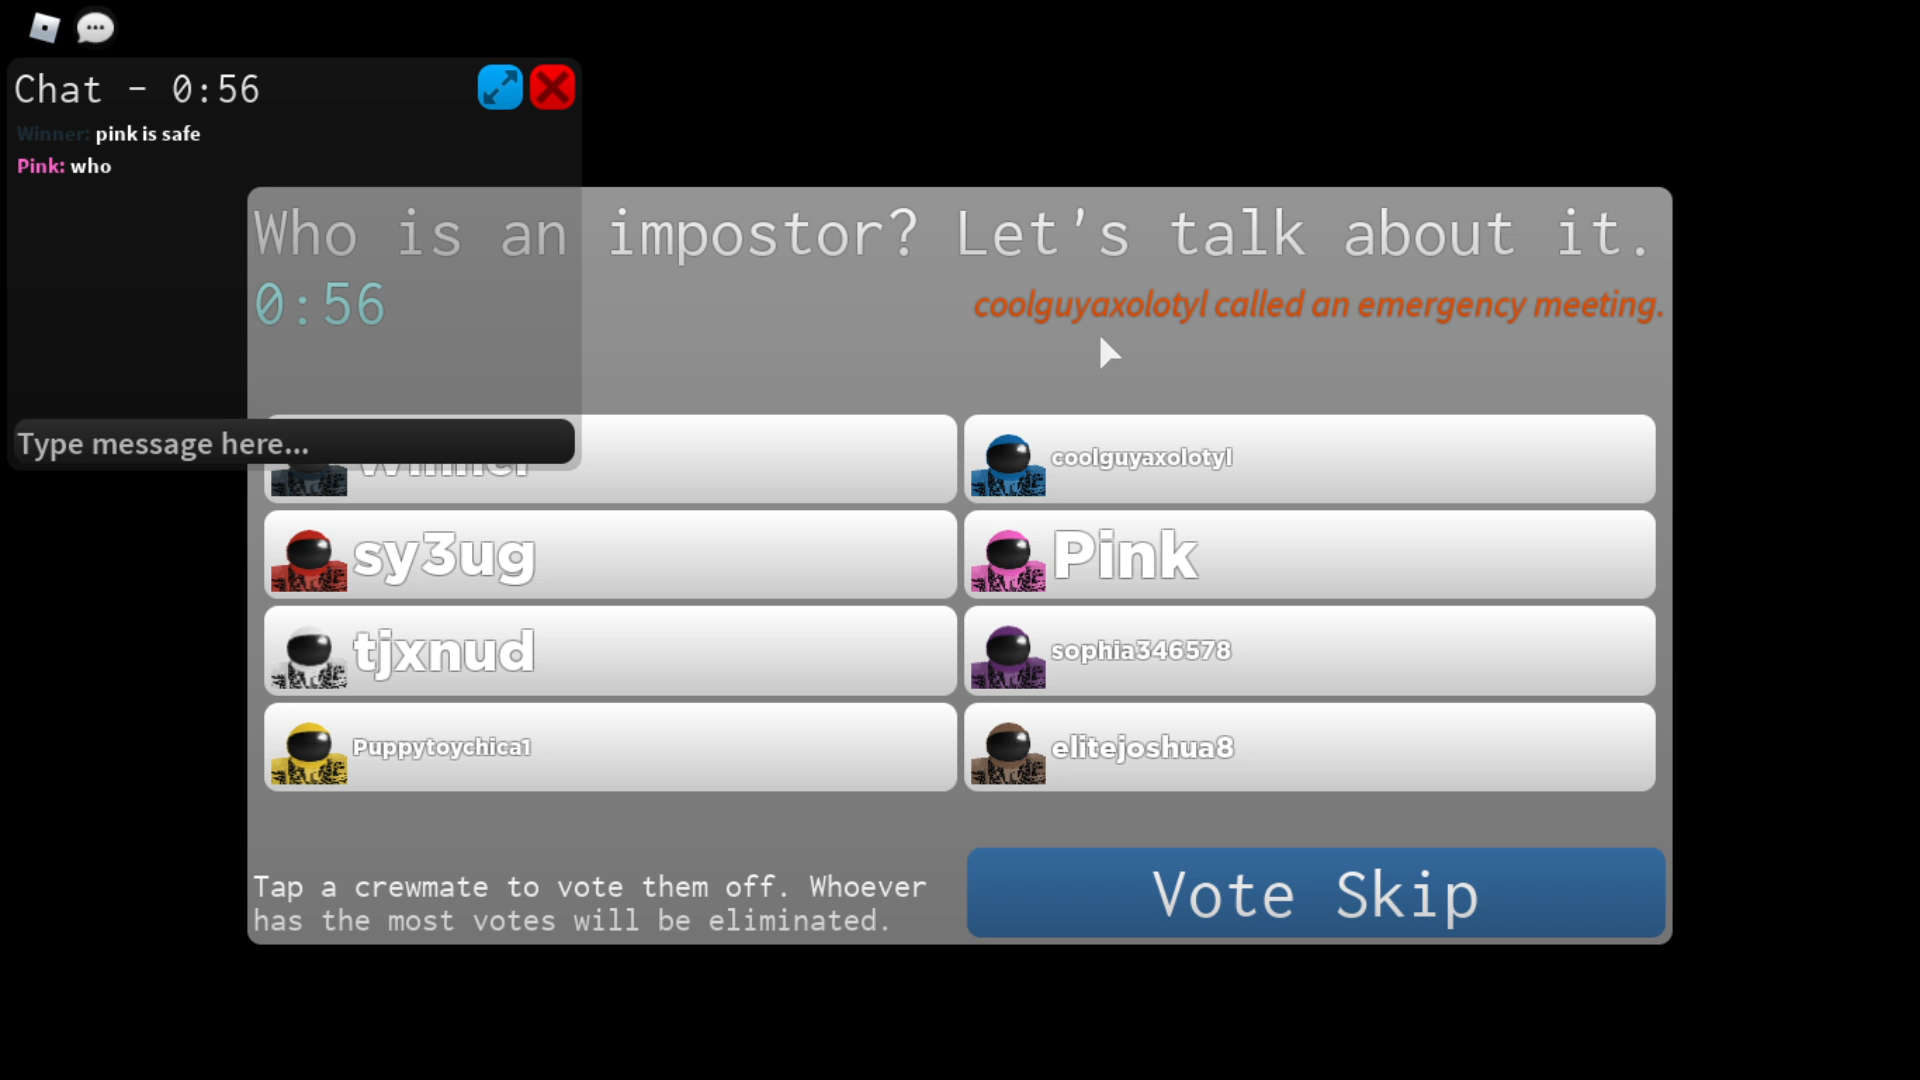 Chat - 0:56
Winner: pink is safe
Pink: who
Type message here...
Who is an impostor? Let's talk about it.
0:56
coolguyaxolotyl called an emergency meeting.
Winner
coolguyaxolotyl
sy3ug
Pink
tjxnud
sophia346578
Puppytoychica1
elitejoshua8
Tap a crewmate to vote them off. Whoever
has the most votes will be eliminated.
Vote Skip